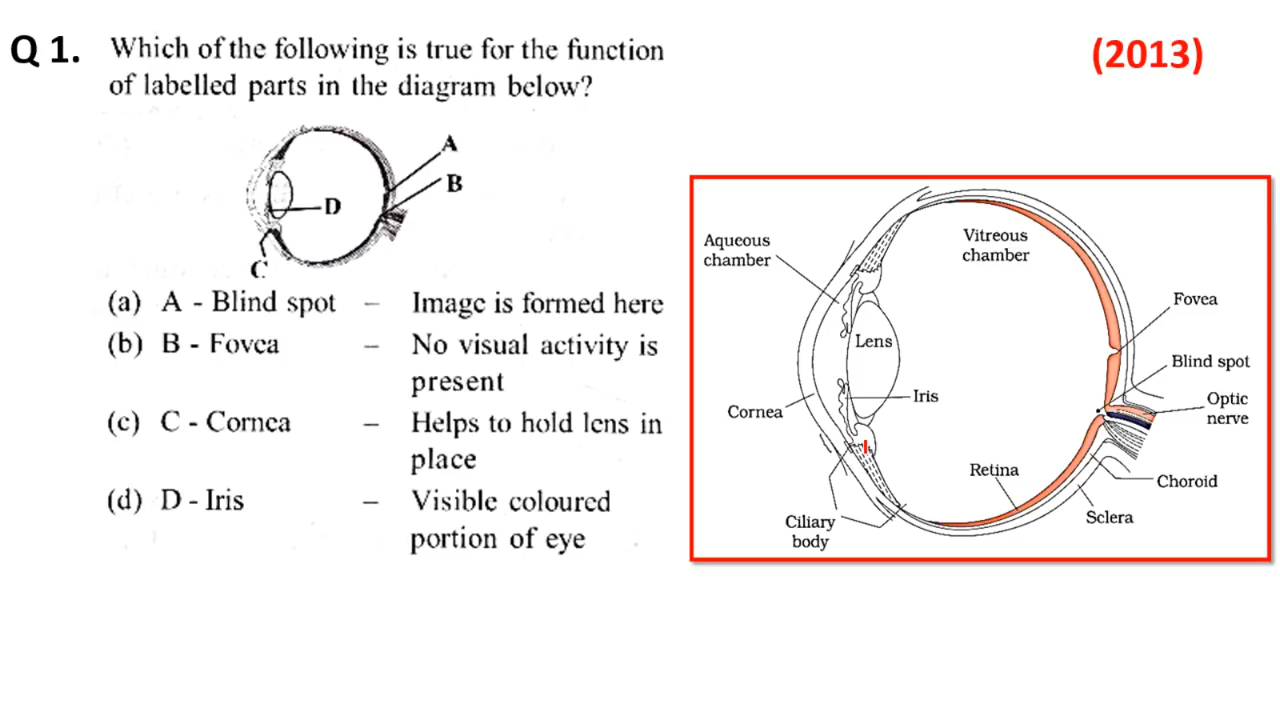 Q 1. Which of the following is true for the function
of labelled parts in the diagram below?
(2013)
A
B
D
C
(a) A - Blind spot – Image is formed here
(b) B - Fovea – No visual activity is
present
(c) C - Cornea – Helps to hold lens in
place
(d) D - Iris – Visible coloured
portion of eye
Aqueous
chamber
Vitreous
chamber
Fovea
Lens
Blind spot
Iris
Optic
nerve
Cornea
Retina
Choroid
Sclera
Ciliary
body